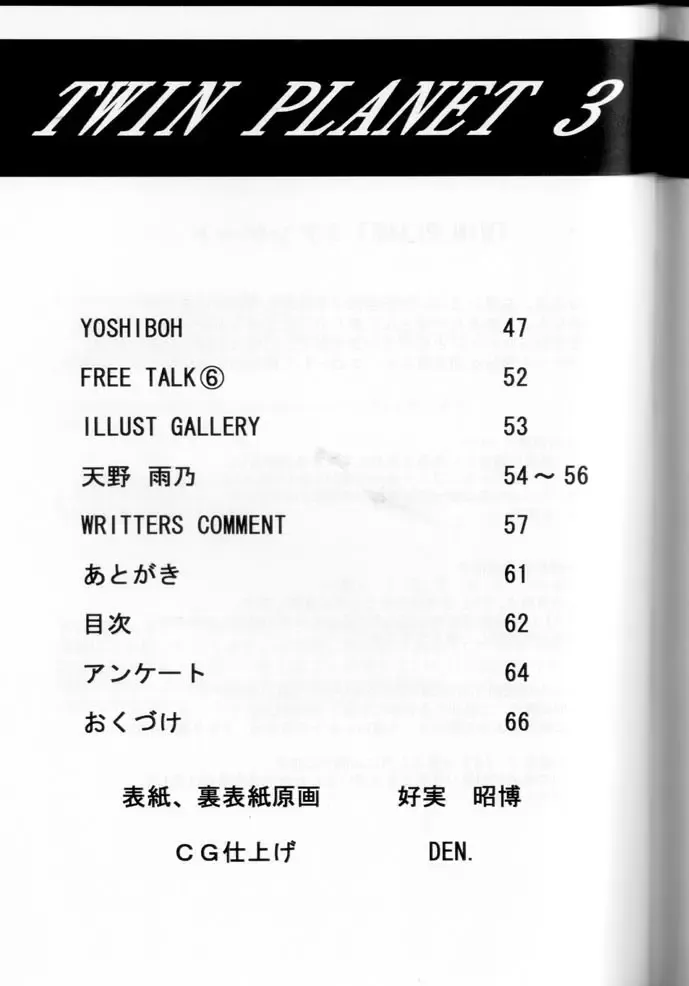 TWIN PLANET 3
YOSHIBOH 47
FREE TALK⑥ 52
ILLUST GALLERY 53
天野 雨乃 54～56
WRITTERS COMMENT 57
あとがき 61
目次 62
アンケート 64
おくづけ 66
表紙、裏表紙原画 好実 昭博
ＣＧ仕上げ DEN.